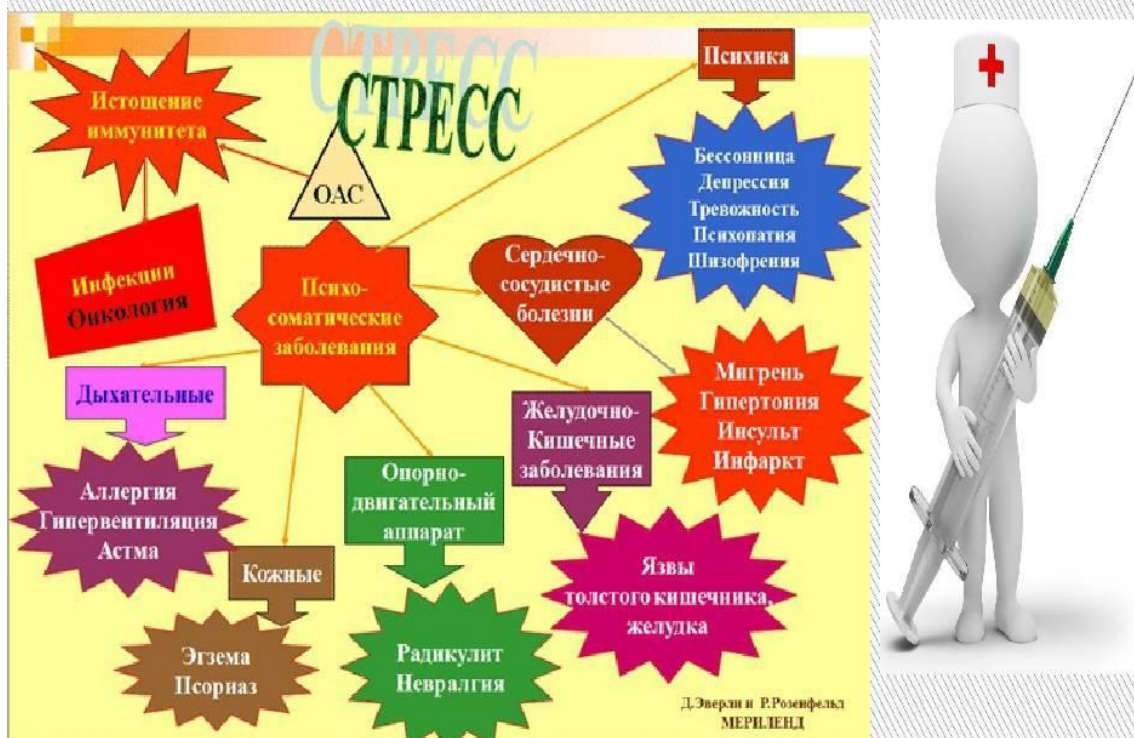 СТРЕСС
Психика
Истощение
иммунитета
ОАС
Бессонница
Депрессия
Тревожность
Психопатия
Шизофрения
Инфекции
Онкология
Психо-
соматические
заболевания
Сердечно-
сосудистые
болезни
Дыхательные
Мигрень
Гипертония
Инсульт
Инфаркт
Желудочно-
Кишечные
заболевания
Опорно-
двигательный
аппарат
Аллергия
Гипервентиляция
Астма
Кожные
Язвы
толстого кишечника,
желудка
Эгзема
Псориаз
Радикулит
Невралгия
Д.Эверли и Р.Розенфельд
МЕРИЛЕНД